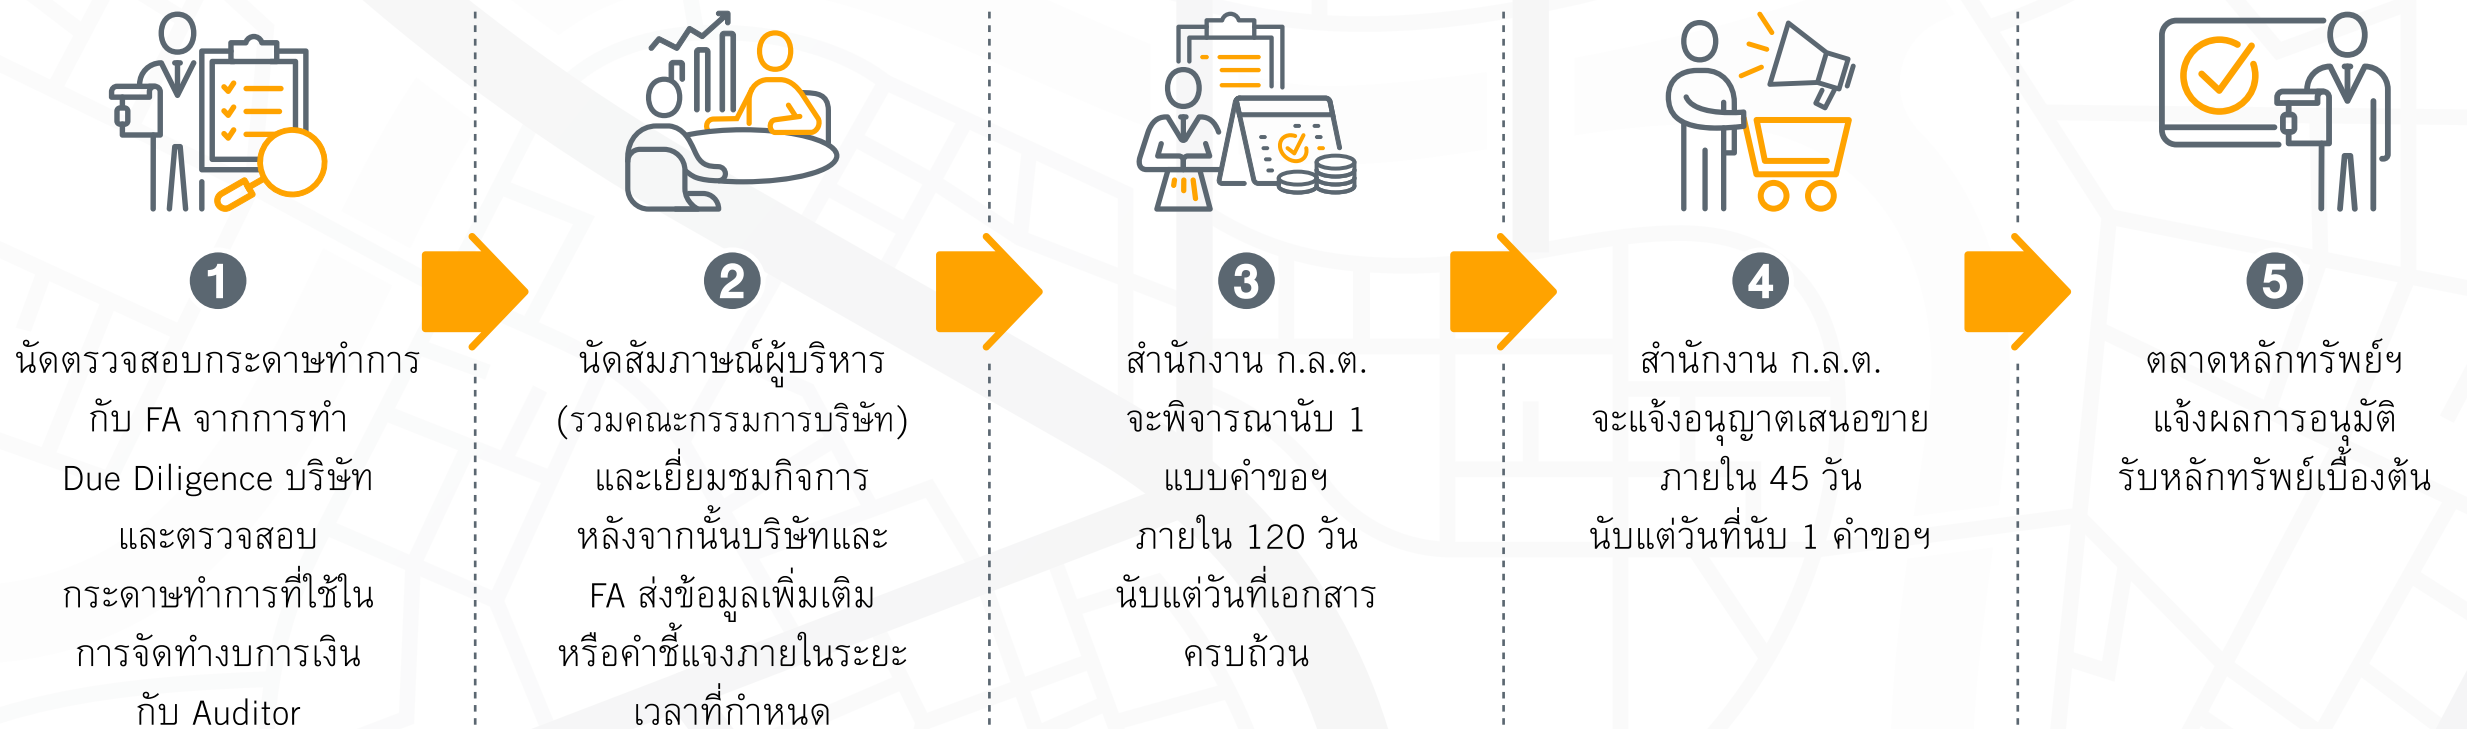 1
นัดตรวจสอบกระดาษทำการ
กับ FA จากการทำ
Due Diligence บริษัท
และตรวจสอบ
กระดาษทำการที่ใช้ใน
การจัดทำงบการเงิน
กับ Auditor
2
นัดสัมภาษณ์ผู้บริหาร
(รวมคณะกรรมการบริษัท)
และเยี่ยมชมกิจการ
หลังจากนั้นบริษัทและ
FA ส่งข้อมูลเพิ่มเติม
หรือคำชี้แจงภายในระยะ
เวลาที่กำหนด
3
สำนักงาน ก.ล.ต.
จะพิจารณานับ 1
แบบคำขอฯ
ภายใน 120 วัน
นับแต่วันที่เอกสาร
ครบถ้วน
4
สำนักงาน ก.ล.ต.
จะแจ้งอนุญาตเสนอขาย
ภายใน 45 วัน
นับแต่วันที่นับ 1 คำขอฯ
5
ตลาดหลักทรัพย์ฯ
แจ้งผลการอนุมัติ
รับหลักทรัพย์เบื้องต้น